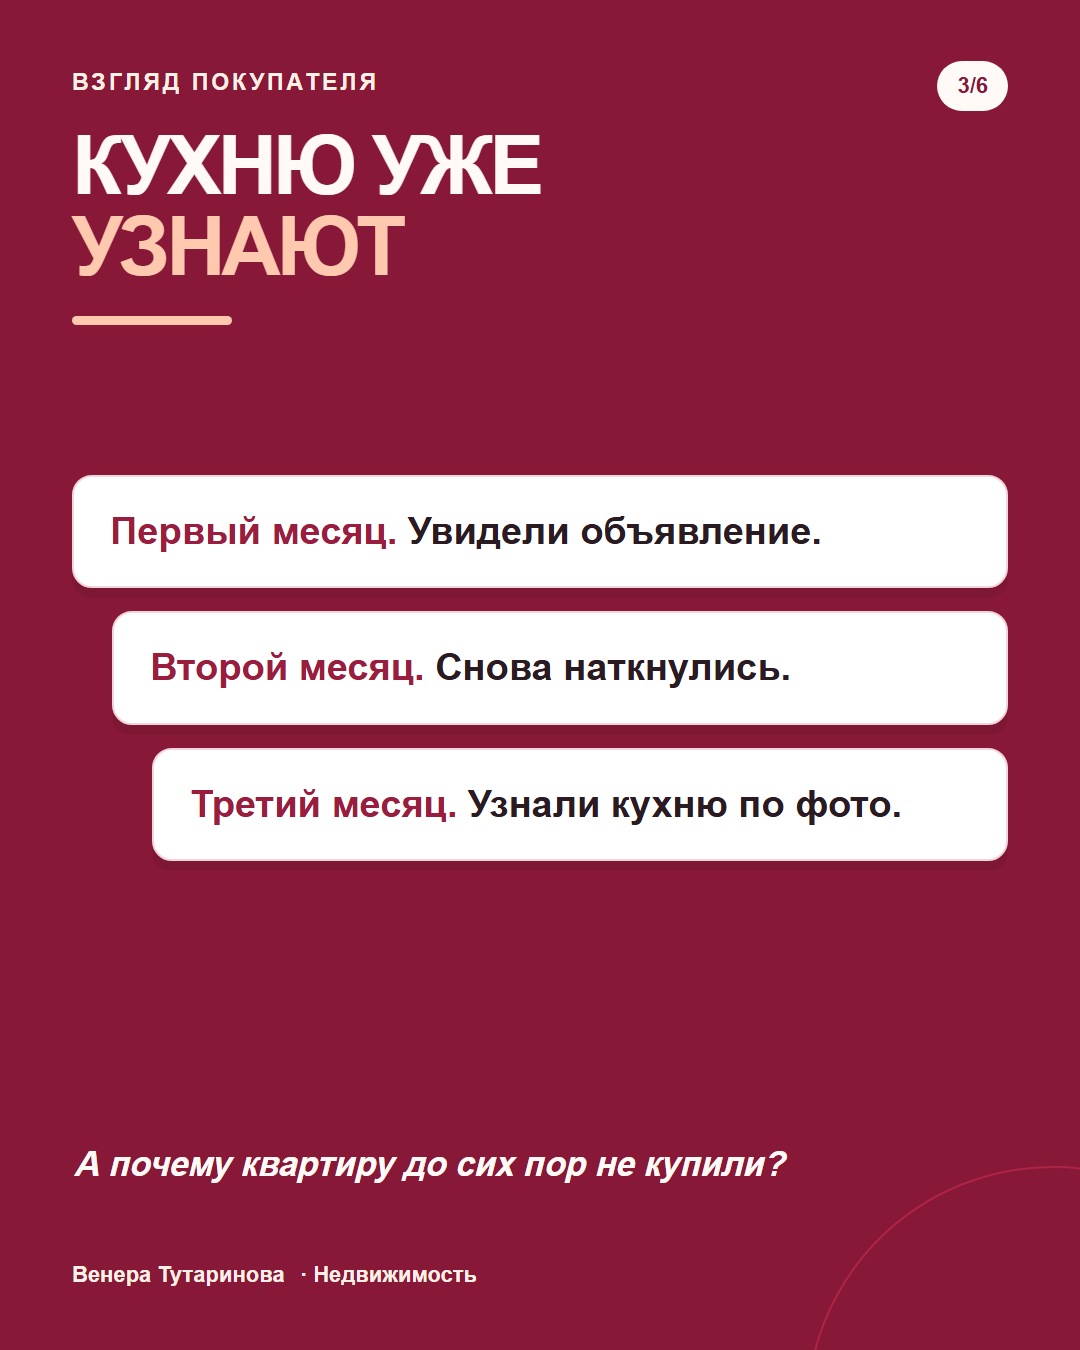 ВЗГЛЯД ПОКУПАТЕЛЯ
3/6
КУХНЮ УЖЕ
УЗНАЮТ
Первый месяц. Увидели объявление.
Второй месяц. Снова наткнулись.
Третий месяц. Узнали кухню по фото.
А почему квартиру до сих пор не купили?
Венера Тутаринова · Недвижимость